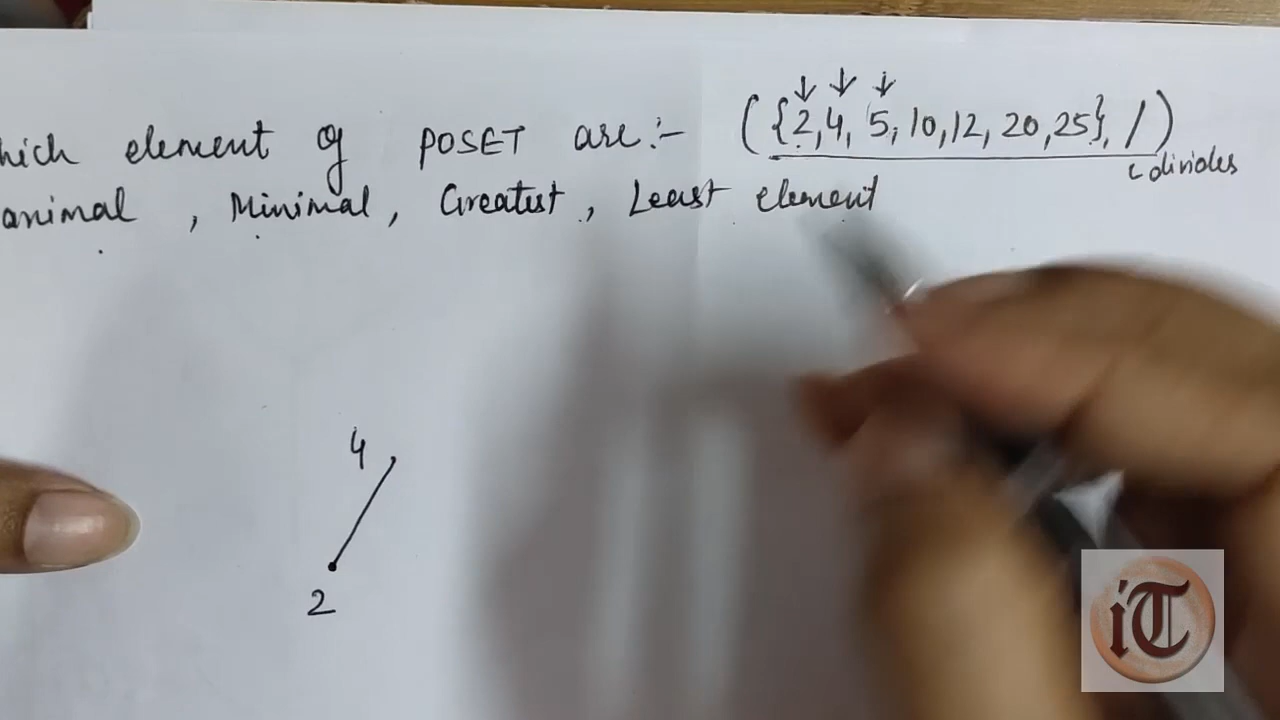 hich element of POSET are:- ({2,4, 5, 10, 12, 20, 25}, /)
divides
animal , Minimal, Greatest, Least element
4
2
iT